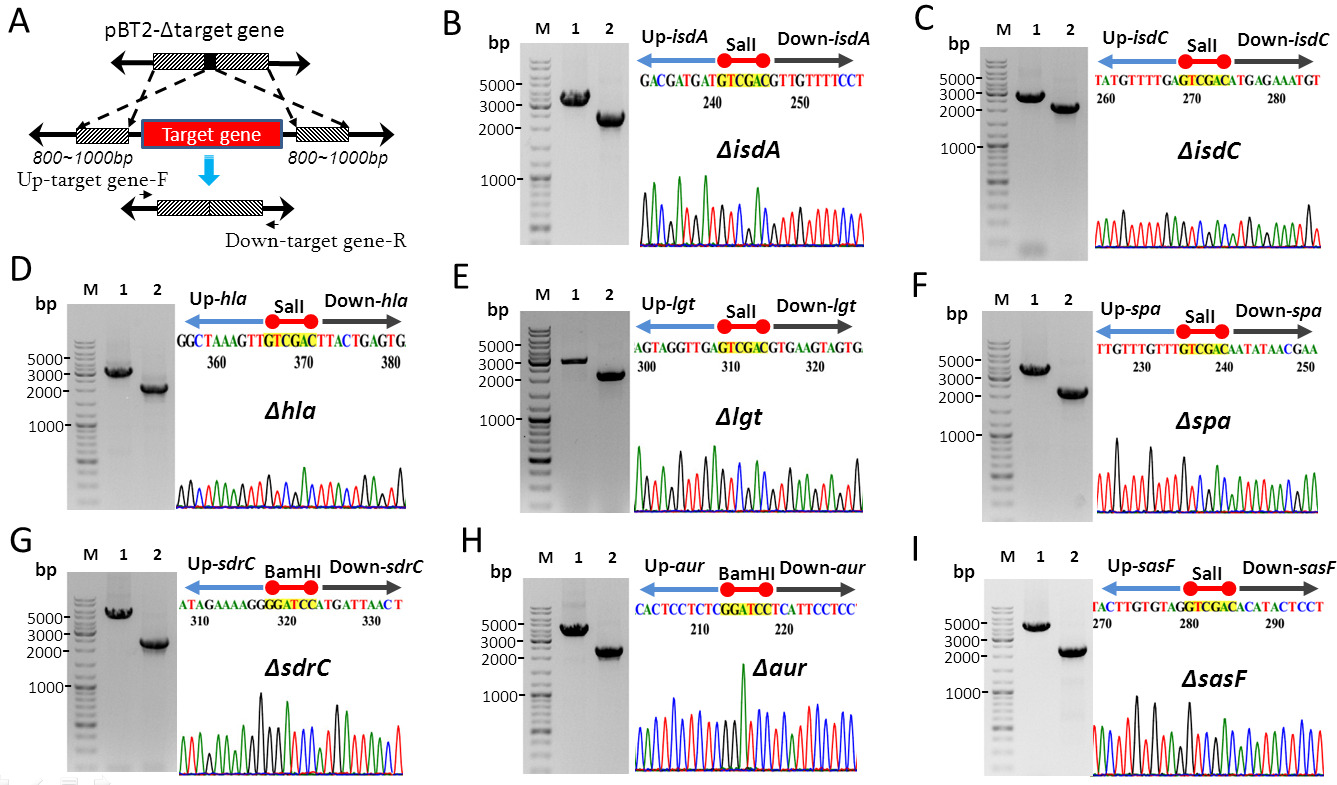 A
pBT2-Δtarget gene
Target gene
800~1000bp 800~1000bp
Up-target gene-F
Down-target gene-R
B
bp M 1 2
5000
3000
2000
1000
Up-isdA SalI Down-isdA
GACGATGATGTCGACGTTGTTTTCCT
240 250
ΔisdA
C
bp M 1 2
5000
3000
2000
1000
Up-isdC SalI Down-isdC
TATGTTTTGAGTCGACATGAGAAATGT
260 270 280
ΔisdC
D
bp M 1 2
5000
3000
2000
1000
Up-hla SalI Down-hla
GGCTAAAGTTGTCGACTTACTGAGTG
360 370 380
Δhla
E
bp M 1 2
5000
3000
2000
1000
Up-lgt SalI Down-lgt
AGTAGGTTGAGTCGACGTGAAGTAGTG
300 310 320
Δlgt
F
bp M 1 2
5000
3000
2000
1000
Up-spa SalI Down-spa
TTGTTTGTTTGTCGACAATATAACGAA
230 240 250
Δspa
G
bp M 1 2
5000
3000
2000
1000
Up-sdrC BamHI Down-sdrC
ATAGAAAAGGGGATCCATGATTAACT
310 320 330
ΔsdrC
H
bp M 1 2
5000
3000
2000
1000
Up-aur BamHI Down-aur
CACTCCTCTCGGATCCTCATTCCTCC
210 220
Δaur
I
bp M 1 2
5000
3000
2000
1000
Up-sasF SalI Down-sasF
TACTTGTGTAGGTCGACACATACTCCT
270 280 290
ΔsasF